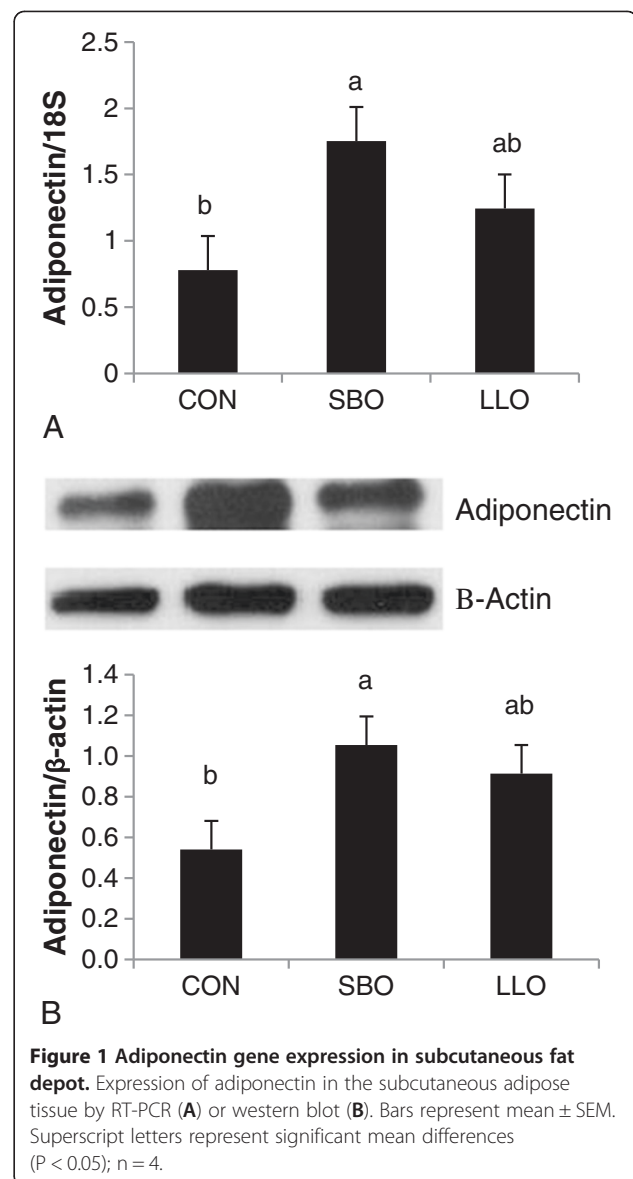 2.5
2
1.5
1
0.5
0
Adiponectin/18S
b
a
ab
CON SBO LLO
A
Adiponectin
B-Actin
1.4
1.2
1.0
0.8
0.6
0.4
0.2
0.0
Adiponectin/β-actin
b
a
ab
CON SBO LLO
B
Figure 1 Adiponectin gene expression in subcutaneous fat
depot. Expression of adiponectin in the subcutaneous adipose
tissue by RT-PCR (A) or western blot (B). Bars represent mean ± SEM.
Superscript letters represent significant mean differences
(P < 0.05); n = 4.